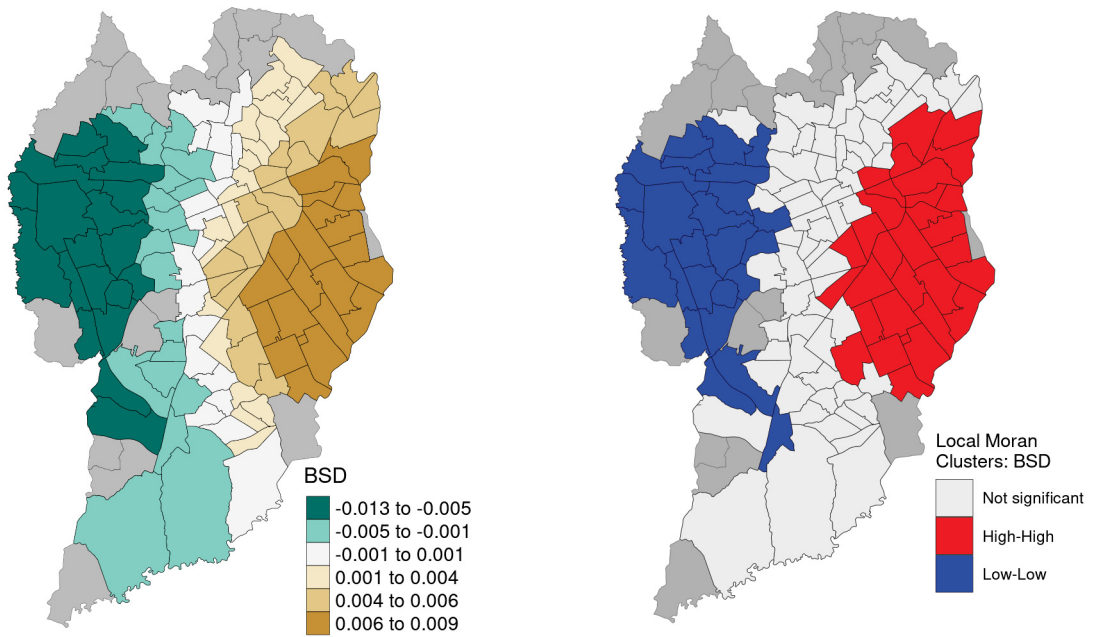 BSD
-0.013 to -0.005
-0.005 to -0.001
-0.001 to 0.001
0.001 to 0.004
0.004 to 0.006
0.006 to 0.009
Local Moran
Clusters: BSD
Not significant
High-High
Low-Low